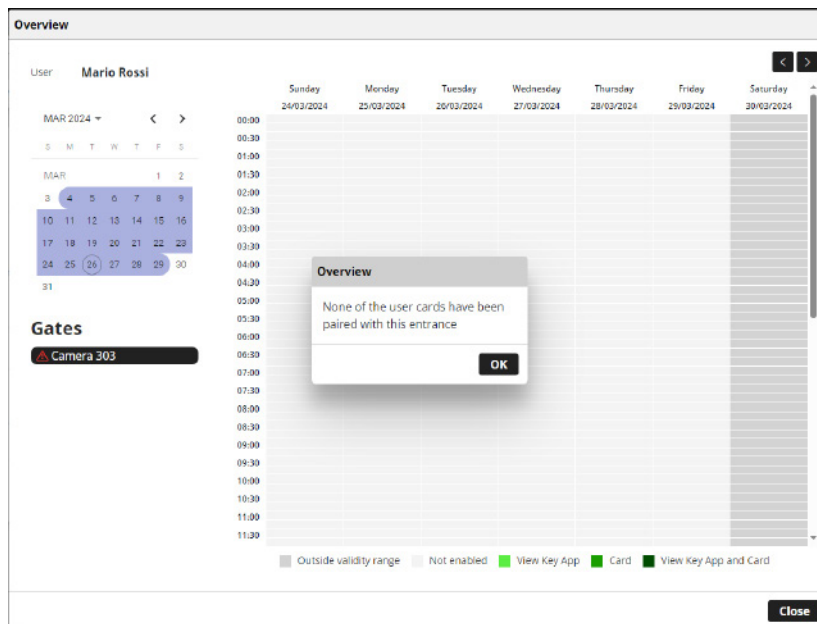 Overview
User Mario Rossi
MAR 2024
S M T W T F S
MAR 1 2
3 4 5 6 7 8 9
10 11 12 13 14 15 16
17 18 19 20 21 22 23
24 25 26 27 28 29 30
31
Gates
Camera 303
Sunday Monday Tuesday Wednesday Thursday Friday Saturday
24/03/2024 25/03/2024 26/03/2024 27/03/2024 28/03/2024 29/03/2024 30/03/2024
00:00
00:30
01:00
01:30
02:00
02:30
03:00
03:30
04:00
04:30
05:00
05:30
06:00
06:30
07:00
07:30
08:00
08:30
09:00
09:30
10:00
10:30
11:00
11:30
Overview
None of the user cards have been
paired with this entrance
OK
Outside validity range Not enabled View Key App Card View Key App and Card
Close